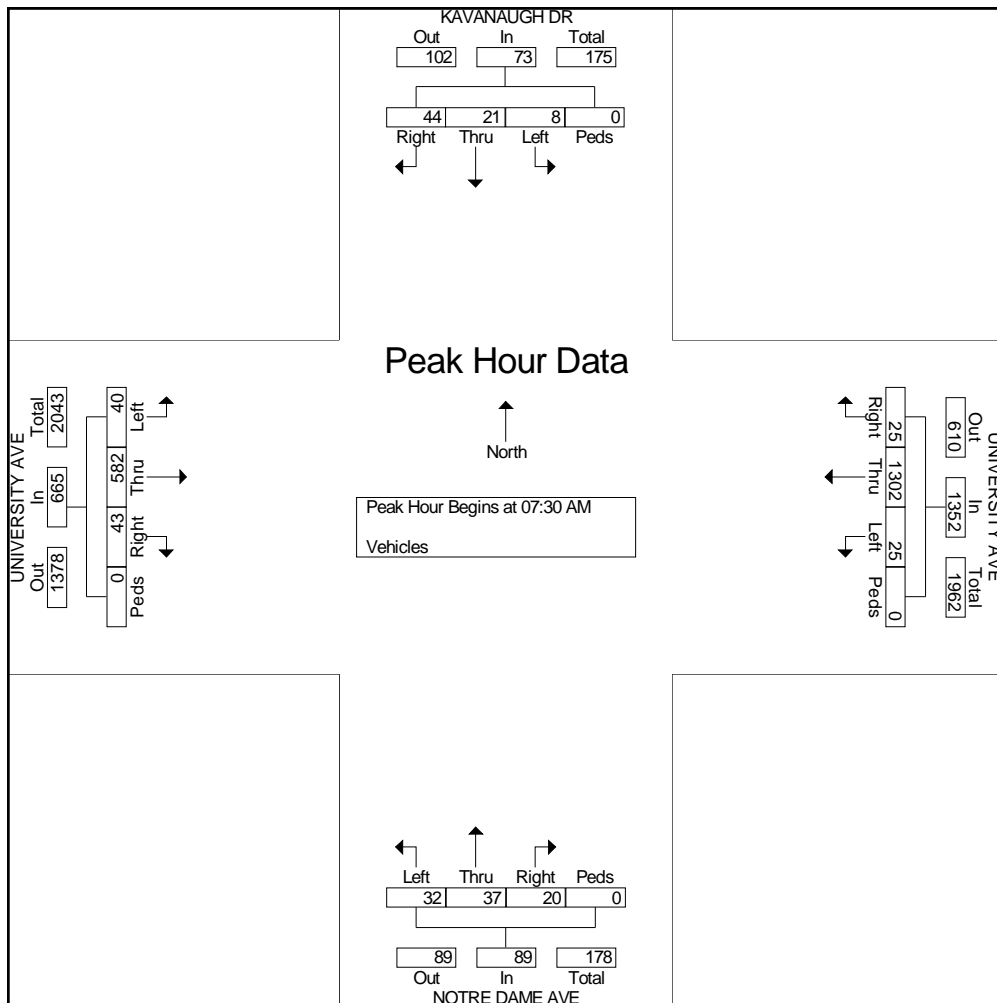 KAVANAUGH DR
Out In Total
102 73 175
44 21 8 0
Right Thru Left Peds
Peak Hour Data
North
Peak Hour Begins at 07:30 AM
Vehicles
UNIVERSITY AVE
Total In Out
2043 665 1378
40 582 43 0
Left Thru Right Peds
UNIVERSITY AVE
Out In Total
610 1352 1962
25 1302 25 0
Right Thru Left Peds
Left Thru Right Peds
32 37 20 0
89 89 178
Out In Total
NOTRE DAME AVE